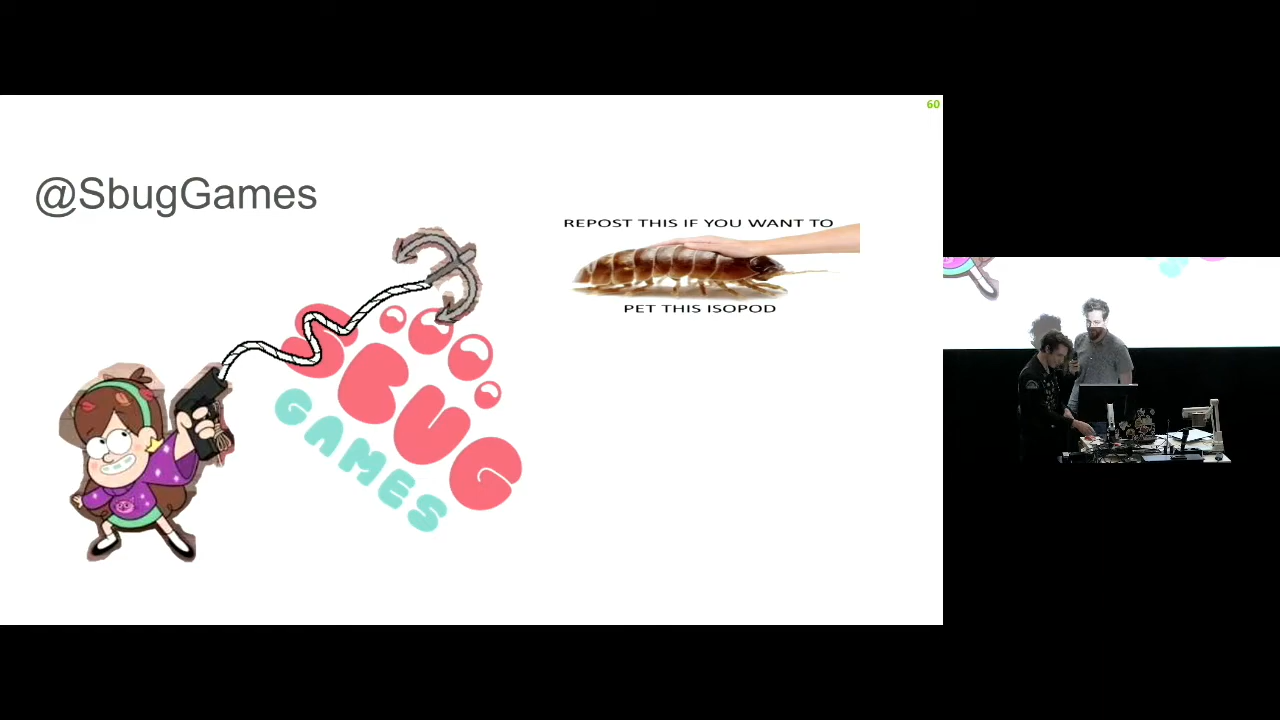 60
@SbugGames
REPOST THIS IF YOU WANT TO
PET THIS ISOPOD
SBUG
GAMES